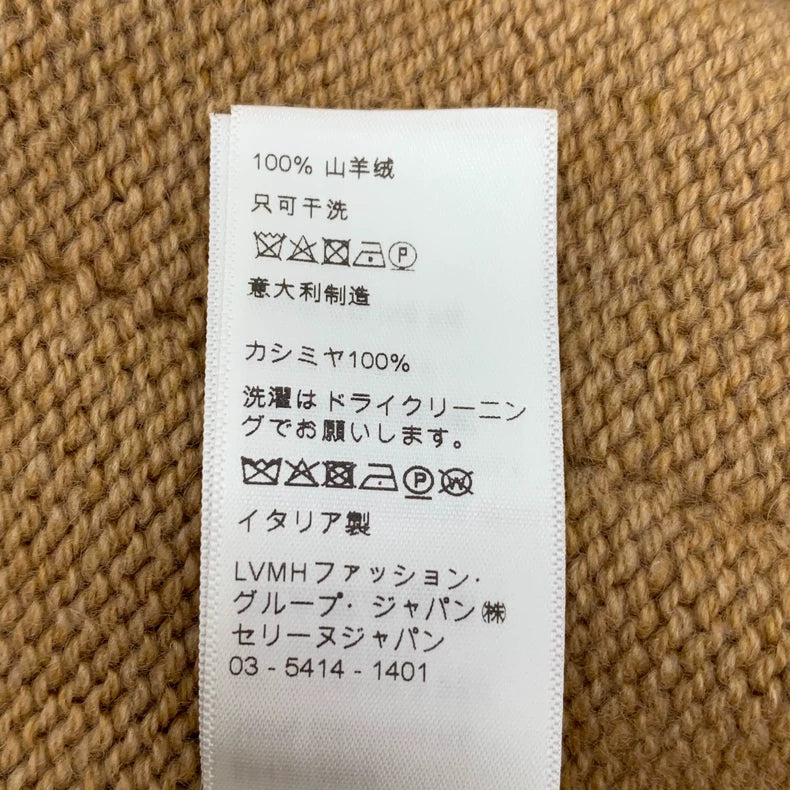 100% 山羊绒
只可干洗
P
意大利制造
カシミヤ100%
洗濯はドライクリーニン
グでお願いします。
P W
イタリア製
LVMHファッション·
グループ· ジャパン㈱
セリーヌジャパン
03 - 5414 - 1401